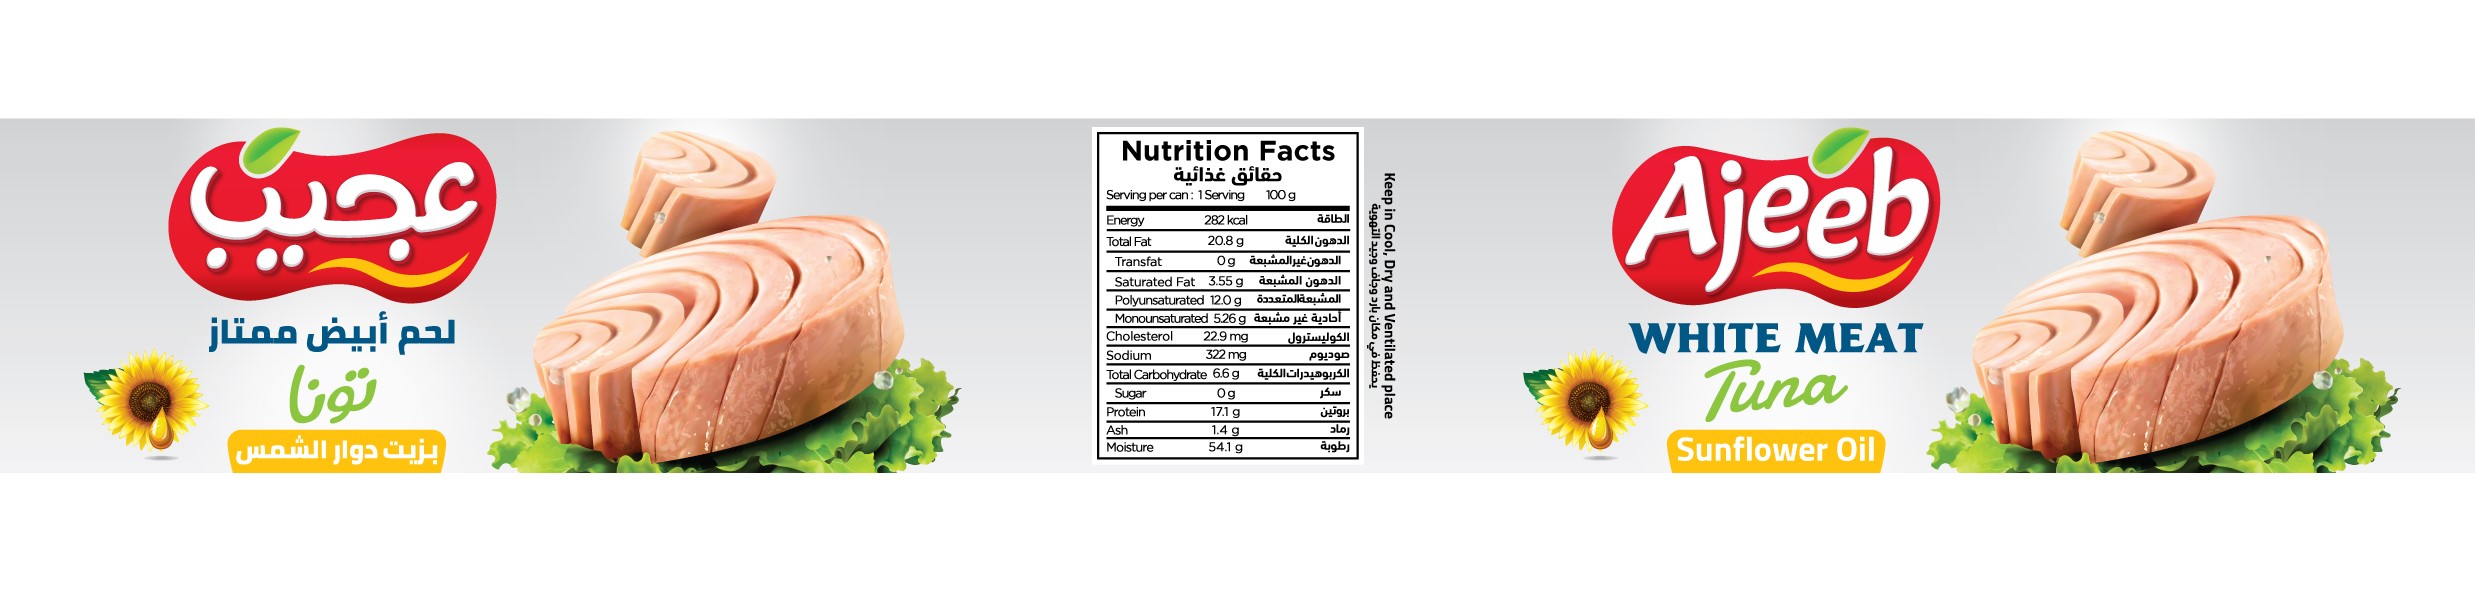 عجيب
لحم أبيض ممتاز
تونا
بزيت دوار الشمس
Nutrition Facts
حقائق غذائية
Serving per can : 1 Serving 100 g
Energy 282 kcal الطاقة
Total Fat 20.8 g الدهون الكلية
Transfat 0 g الدهون غير المشبعة
Saturated Fat 3.55 g الدهون المشبعة
Polyunsaturated 12.0 g المشبعة المتعددة
Monounsaturated 5.26 g أحادية غير مشبعة
Cholesterol 22.9 mg الكوليسترول
Sodium 322 mg صوديوم
Total Carbohydrate 6.6 g الكربوهيدرات الكلية
Sugar 0 g سكر
Protein 17.1 g بروتين
Ash 1.4 g رماد
Moisture 54.1 g رطوبة
Keep in Cool, Dry and Ventilated place
يحفظ في مكان بارد وجاف وجيد التهوية
Ajeeb
WHITE MEAT
Tuna
Sunflower Oil